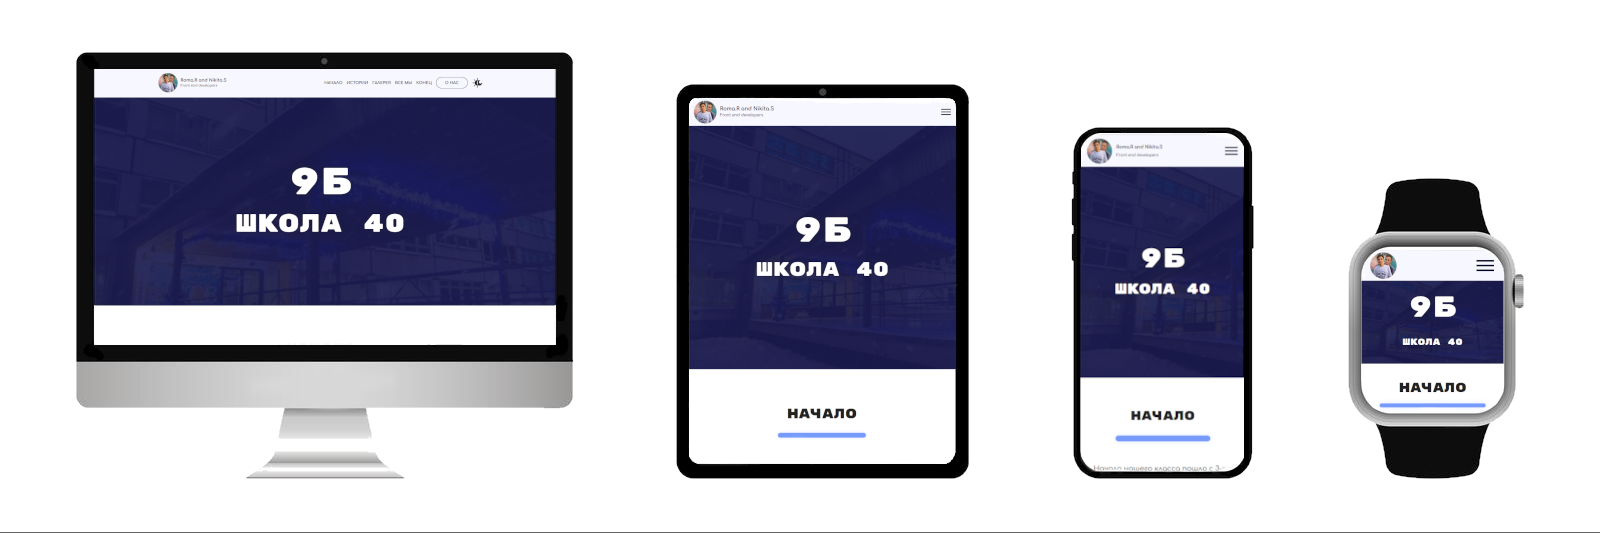 Roma.R and Nikita.S
Front end developers
НАЧАЛО ИСТОРИИ ГАЛЕРЕЯ ВСЕ МЫ КОНЕЦ О НАС
9Б
ШКОЛА 40
Roma.R and Nikita.S
Front end developers
9Б
ШКОЛА 40
НАЧАЛО
Roma.R and Nikita.S
Front end developers
9Б
ШКОЛА 40
НАЧАЛО
Начало нашего класса пошло с 3-
9Б
ШКОЛА 40
НАЧАЛО